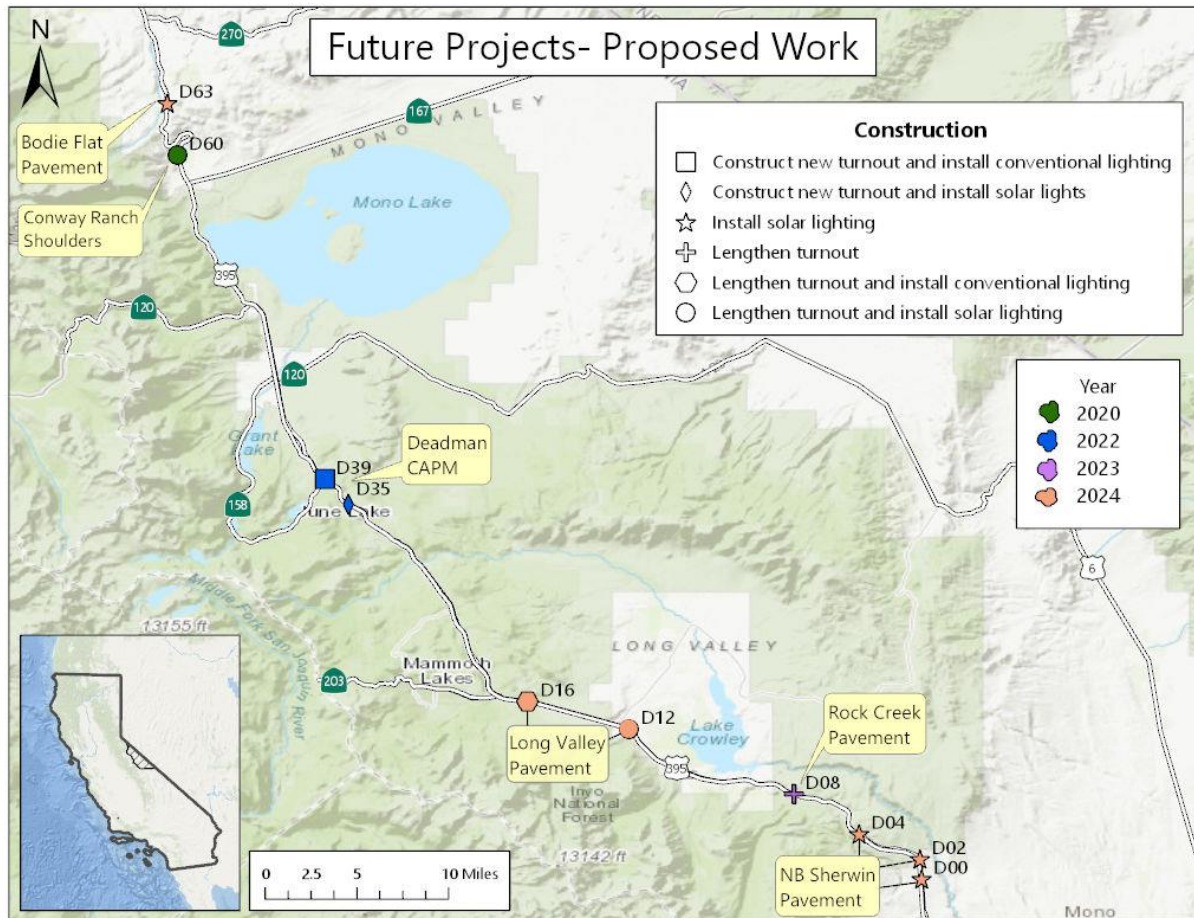 N
Future Projects- Proposed Work
270
D63
167
MONO VALLEY
Bodie Flat
Pavement
D60
Conway Ranch
Shoulders
Mono Lake
395
120
Construction
Construct new turnout and install conventional lighting
Construct new turnout and install solar lights
Install solar lighting
Lengthen turnout
Lengthen turnout and install conventional lighting
Lengthen turnout and install solar lighting
120
Year
2020
2022
2023
2024
Grant
Lake
Deadman
CAPM
D39
D35
158
June Lake
6
Middle Fork San Joaquin River
13155 ft
LONG VALLEY
Mammoth
Lakes
203
D16
D12
Lake
Crowley
Rock Creek
Pavement
Long Valley
Pavement
395
D08
Inyo
National
Forest
D04
13142 ft
D02
D00
NB Sherwin
Pavement
0 2.5 5 10 Miles
Mono